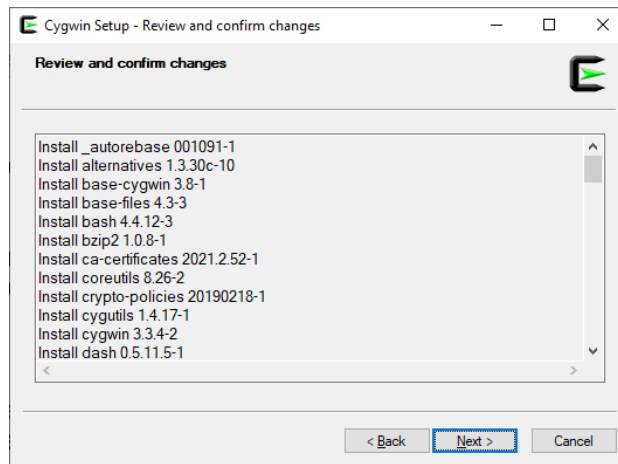 Cygwin Setup - Review and confirm changes
Review and confirm changes
Install _autorebase 001091-1
Install alternatives 1.3.30c-10
Install base-cygwin 3.8-1
Install base-files 4.3-3
Install bash 4.4.12-3
Install bzip2 1.0.8-1
Install ca-certificates 2021.2.52-1
Install coreutils 8.26-2
Install crypto-policies 20190218-1
Install cygutils 1.4.17-1
Install cygwin 3.3.4-2
Install dash 0.5.11.5-1
< Back Next > Cancel